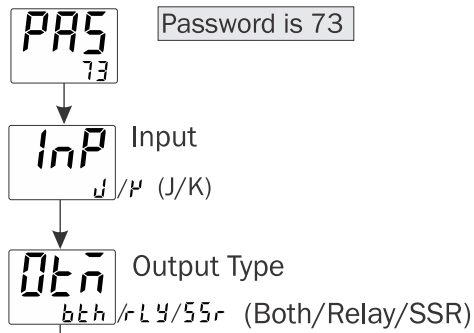 PAS
Password is 73
73
InP
Input
J/K (J/K)
Otm
Output Type
bth/rLY/SSr (Both/Relay/SSR)